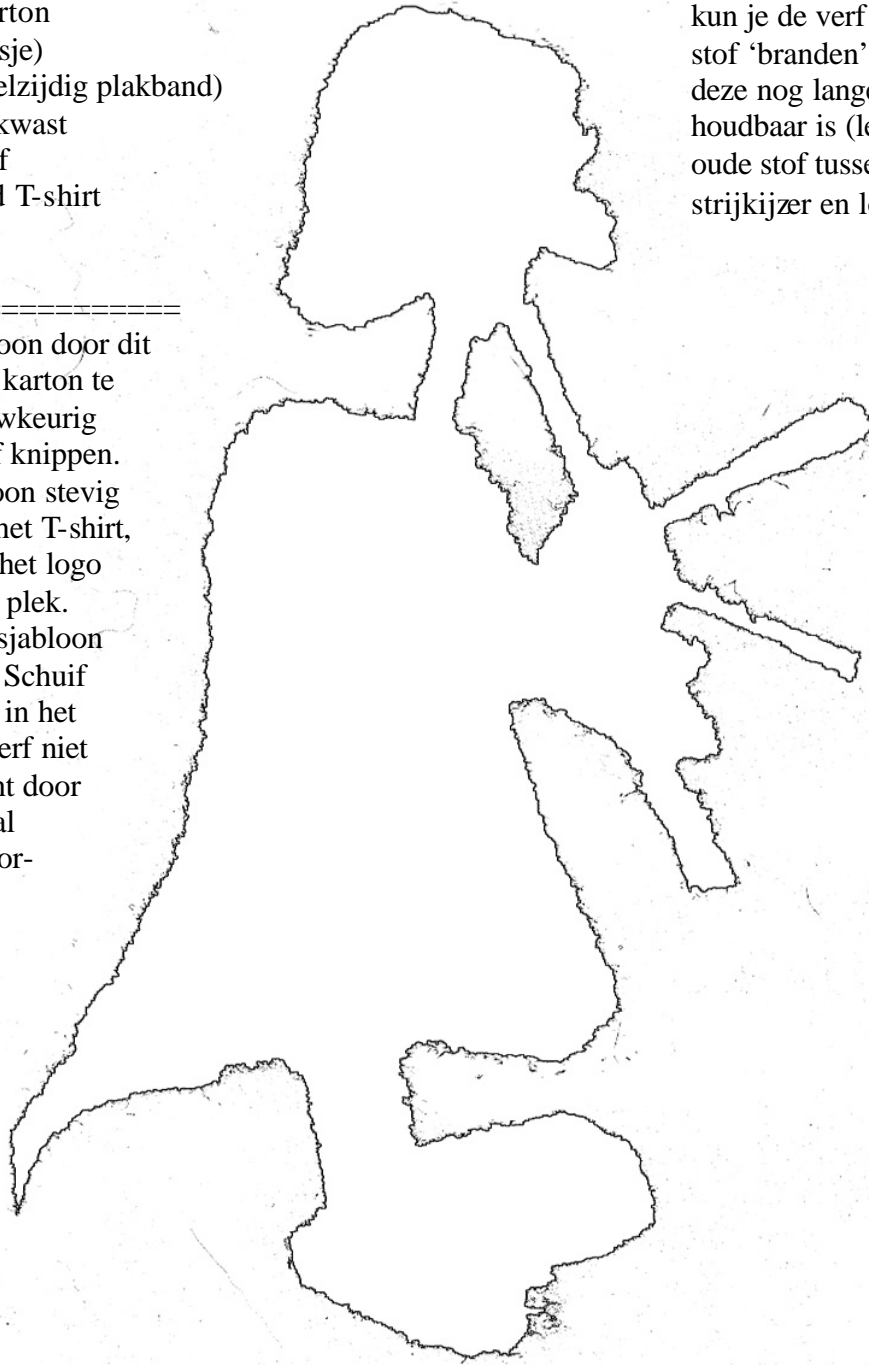 rton
sje)
elzijdig plakband)
kwast
f
d T-shirt
==========
oon door dit
karton te
wkeurig
f knippen.
oon stevig
het T-shirt,
het logo
plek.
sjabloon
Schuif
in het
erf niet
nt door
al
or-
kun je de verf
stof ‘branden’
deze nog lange
houdbaar is (le
oude stof tusse
strijkijzer en l